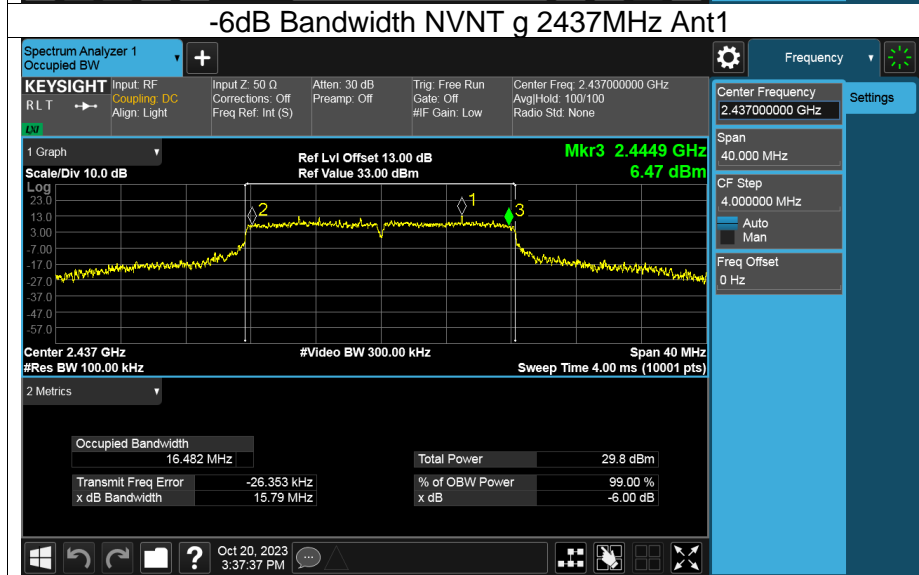 -6dB Bandwidth NVNT g 2437MHz Ant1
Spectrum Analyzer 1
Occupied BW
+
Frequency
KEYSIGHT
RLT
LXI
Input: RF
Coupling: DC
Align: Light
Input Z: 50 Ω
Corrections: Off
Freq Ref: Int (S)
Atten: 30 dB
Preamp: Off
Trig: Free Run
Gate: Off
#IF Gain: Low
Center Freq: 2.437000000 GHz
Avg|Hold: 100/100
Radio Std: None
Center Frequency
2.437000000 GHz
Settings
Span
40.000 MHz
CF Step
4.000000 MHz
Auto
Man
Freq Offset
0 Hz
1 Graph
Scale/Div 10.0 dB
Ref Lvl Offset 13.00 dB
Ref Value 33.00 dBm
Mkr3 2.4449 GHz
6.47 dBm
Log
23.0
13.0
3.00
-7.00
-17.0
-27.0
-37.0
-47.0
-57.0
2
1
3
Center 2.437 GHz
#Video BW 300.00 kHz
Span 40 MHz
#Res BW 100.00 kHz
Sweep Time 4.00 ms (10001 pts)
2 Metrics
Occupied Bandwidth
16.482 MHz
Total Power 29.8 dBm
Transmit Freq Error -26.353 kHz
% of OBW Power 99.00 %
x dB Bandwidth 15.79 MHz
x dB -6.00 dB
?
Oct 20, 2023
3:37:37 PM